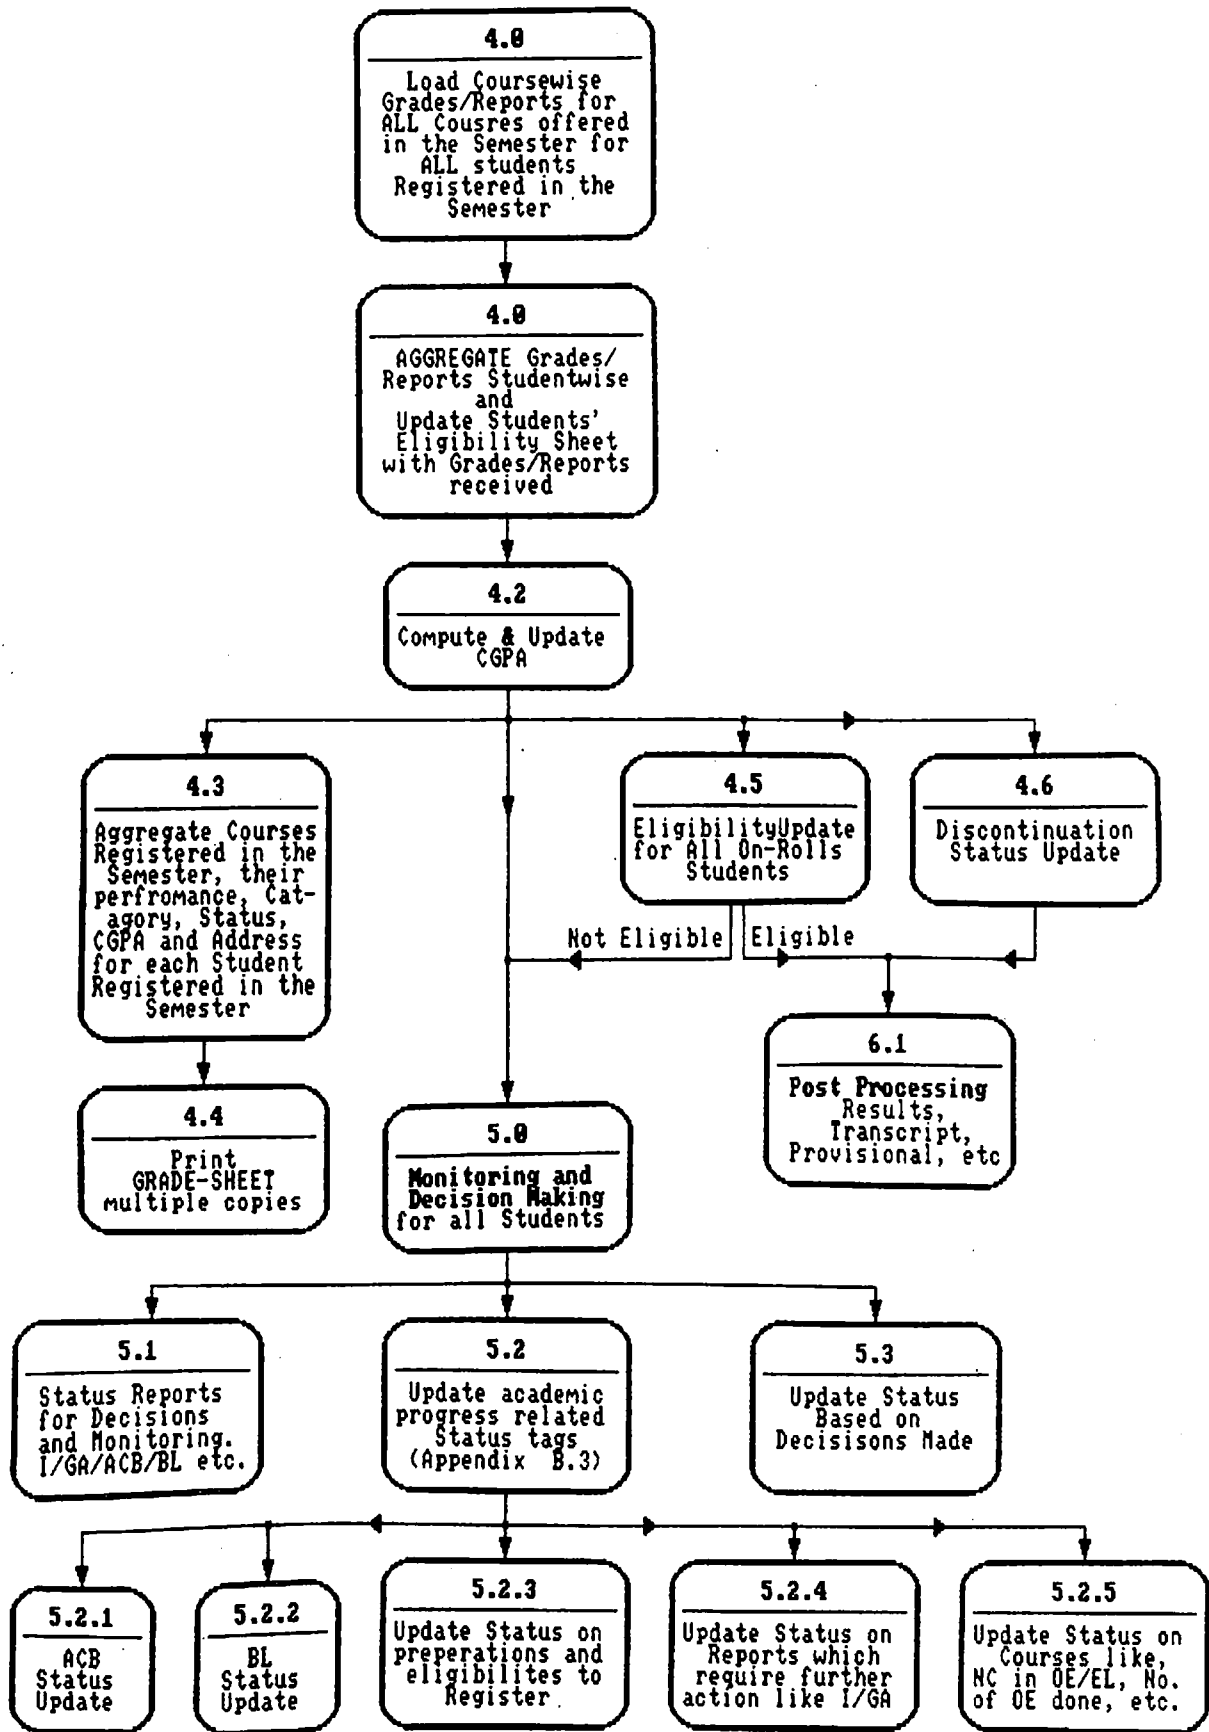 4.0
Load Coursewise
Grades/Reports for
ALL Cousres offered
in the Semester for
ALL students
Registered in the
Semester
4.0
AGGREGATE Grades/
Reports Studentwise
and
Update Students'
Eligibility Sheet
with Grades/Reports
received
4.2
Compute & Update
CGPA
4.3
Aggregate Courses
Registered in the
Semester, their
perfromance, Cat-
agory, Status,
CGPA and Address
for each Student
Registered in the
Semester
4.5
EligibilityUpdate
for All On-Rolls
Students
4.6
Discontinuation
Status Update
Not Eligible
Eligible
4.4
Print
GRADE-SHEET
multiple copies
5.0
Monitoring and
Decision Making
for all Students
6.1
Post Processing
Results,
Transcript,
Provisional, etc
5.1
Status Reports
for Decisions
and Monitoring.
I/GA/ACB/BL etc.
5.2
Update academic
progress related
Status tags
(Appendix B.3)
5.3
Update Status
Based on
Decisisons Made
5.2.1
ACB
Status
Update
5.2.2
BL
Status
Update
5.2.3
Update Status on
preperations and
eligibilites to
Register
5.2.4
Update Status on
Reports which
require further
action like I/GA
5.2.5
Update Status on
Courses like,
NC in OE/EL, No.
of OE done, etc.